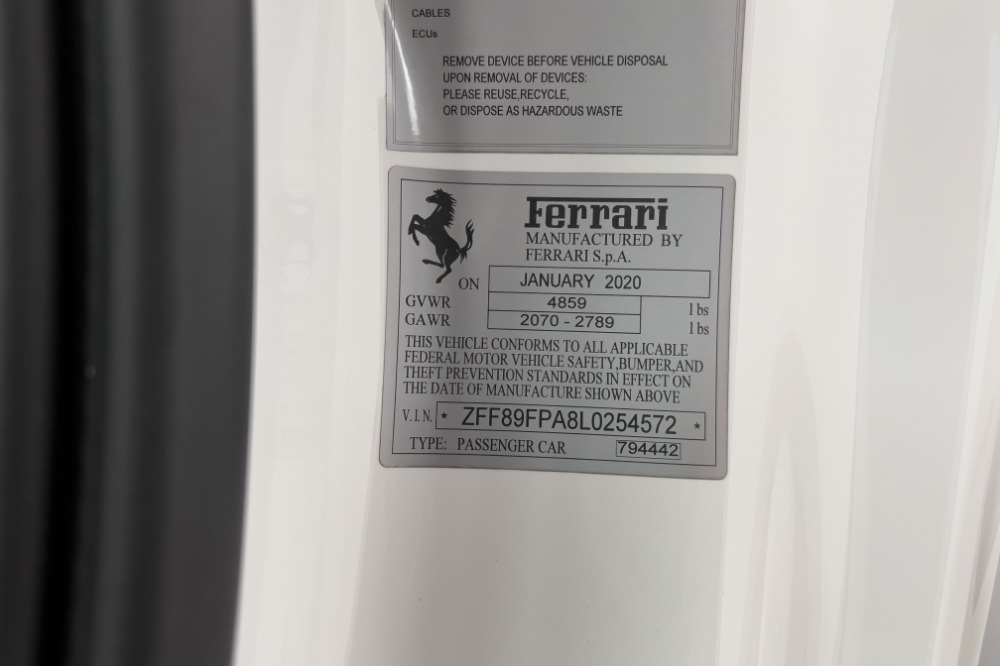 CABLES
ECUs
REMOVE DEVICE BEFORE VEHICLE DISPOSAL
UPON REMOVAL OF DEVICES:
PLEASE REUSE,RECYCLE,
OR DISPOSE AS HAZARDOUS WASTE
Ferrari
MANUFACTURED BY
FERRARI S.p.A.
ON JANUARY 2020
GVWR 4859 lbs
GAWR 2070 - 2789 lbs
THIS VEHICLE CONFORMS TO ALL APPLICABLE
FEDERAL MOTOR VEHICLE SAFETY,BUMPER,AND
THEFT PREVENTION STANDARDS IN EFFECT ON
THE DATE OF MANUFACTURE SHOWN ABOVE
V.I.N. * ZFF89FPA8L0254572 *
TYPE: PASSENGER CAR 794442